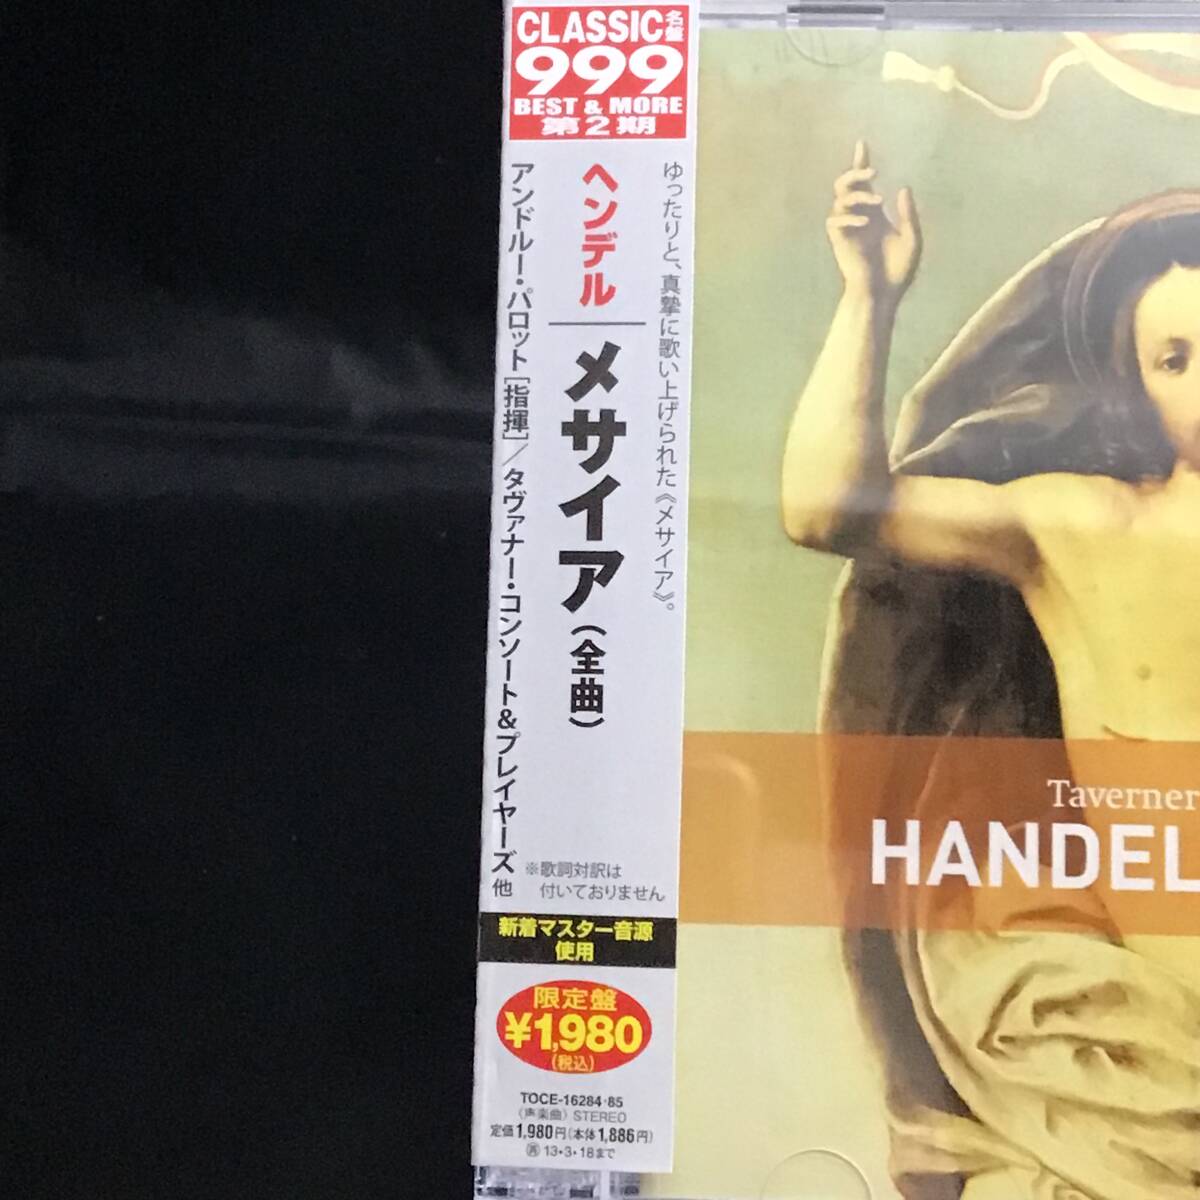 CLASSIC名盤
999
BEST & MORE
第2期
ゆったりと、真摯に歌い上げられた《メサイア》。
ヘンデル
メサイア(全曲)
アンドルー・パロット[指揮]/タヴァナー・コンソート&プレイヤーズ 他
※歌詞対訳は
付いておりません
新着マスター音源
使用
限定盤
¥1,980
(税込)
TOCE-16284・85
〈声楽曲〉STEREO
定価1,980円(本体1,886円)
再 13・3・18まで
Taverner
HANDEL